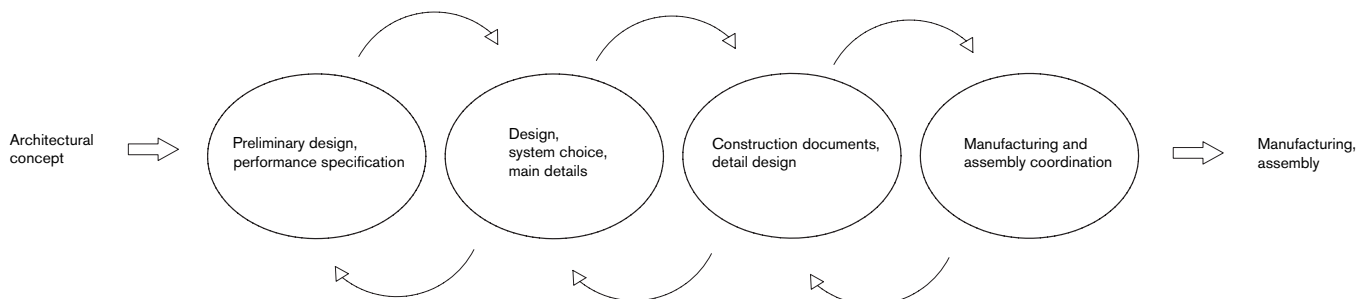 Architectural
concept
Preliminary design,
performance specification
Design,
system choice,
main details
Construction documents,
detail design
Manufacturing and
assembly coordination
Manufacturing,
assembly